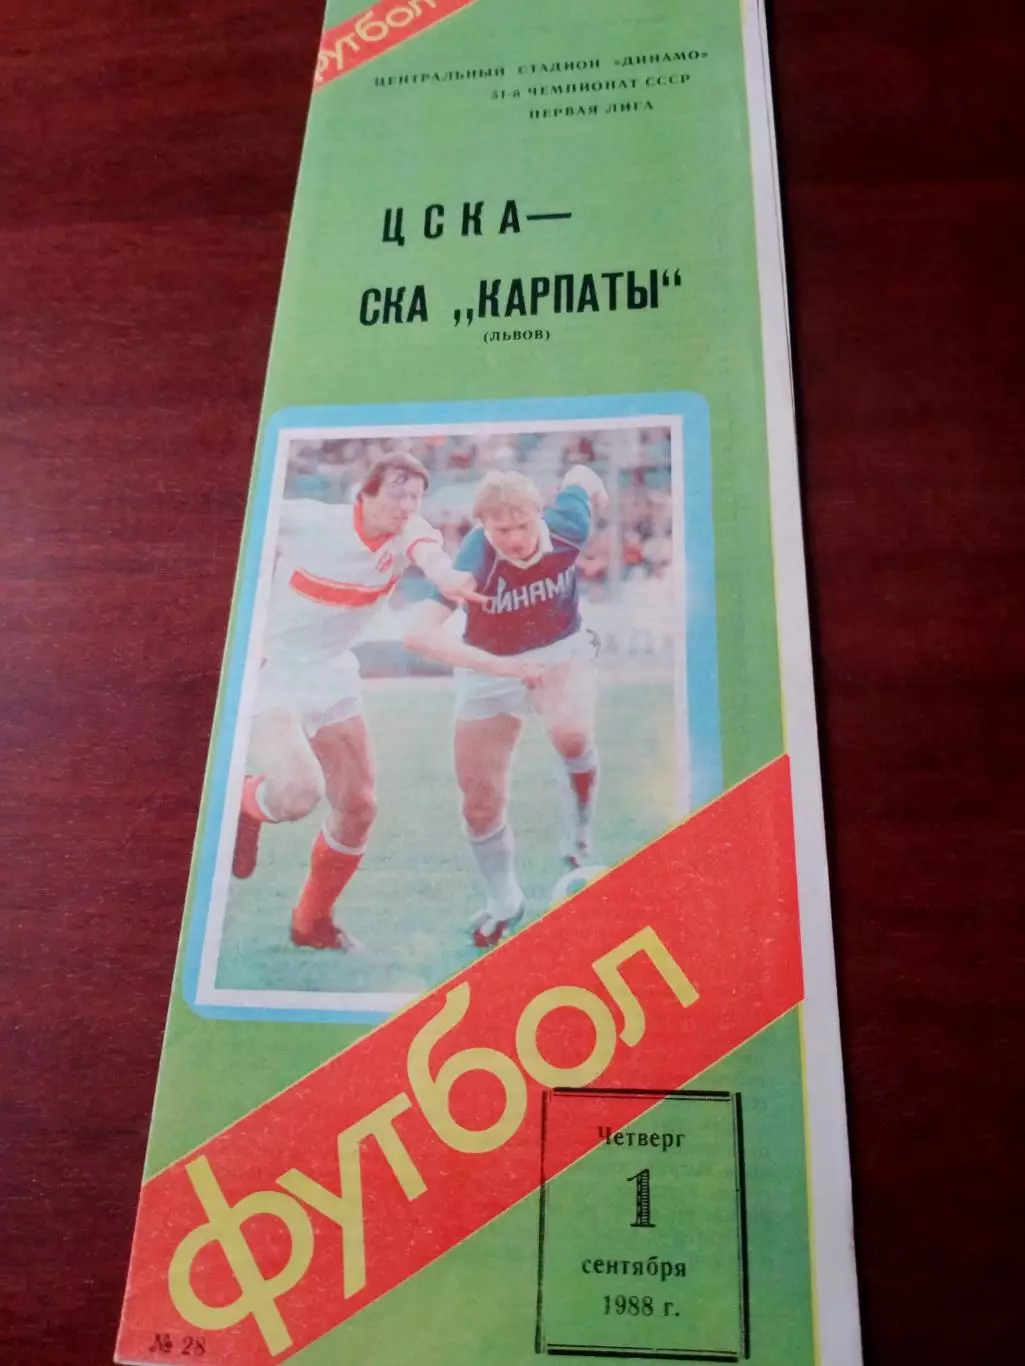 футбол
ЦЕНТРАЛЬНЫЙ СТАДИОН «ДИНАМО»
51-й ЧЕМПИОНАТ СССР
ПЕРВАЯ ЛИГА
ЦСКА—
СКА „КАРПАТЫ“
(ЛЬВОВ)
ДИНАМО
футбол
Четверг
1
сентября
1988 г.
№ 28